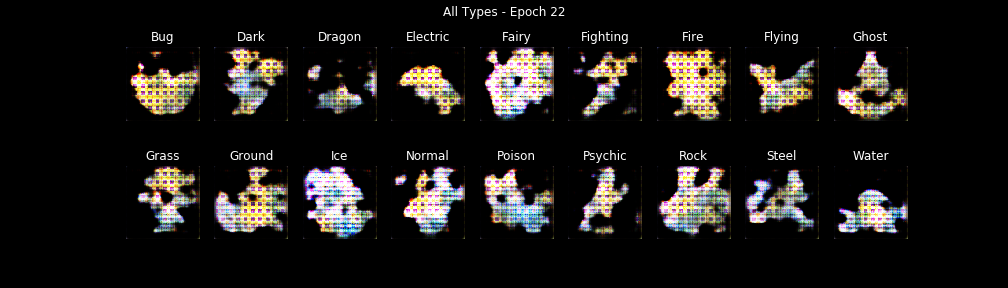 All Types - Epoch 22
Bug Dark Dragon Electric Fairy Fighting Fire Flying Ghost
Grass Ground Ice Normal Poison Psychic Rock Steel Water